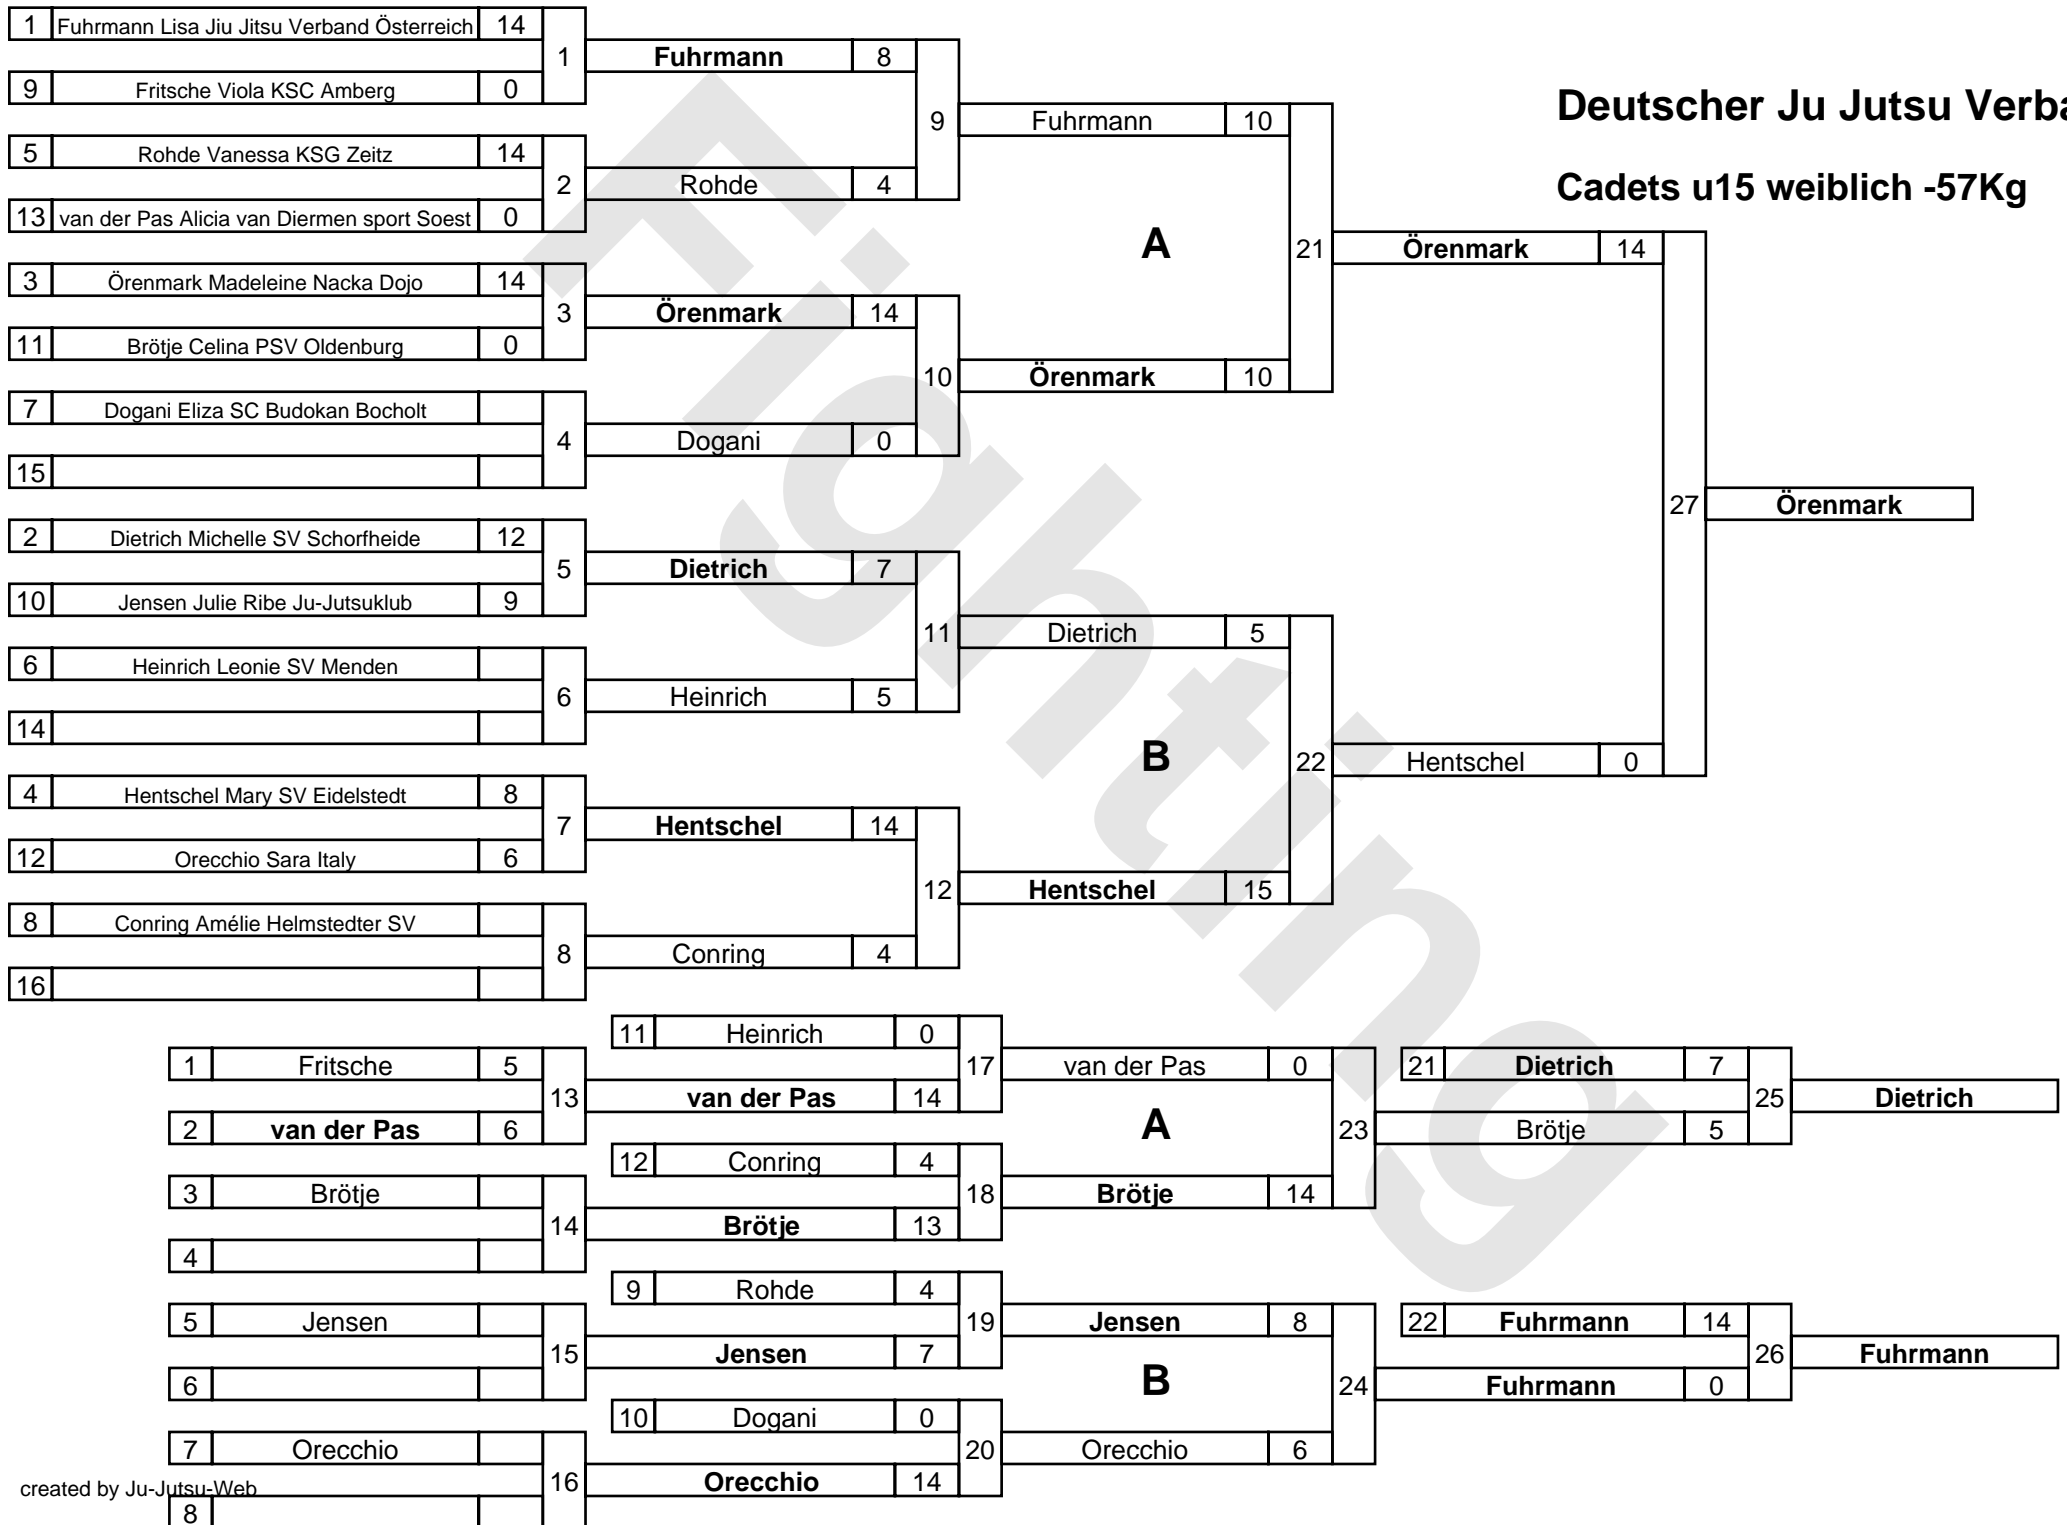 Deutscher Ju Jutsu Verba
Cadets u15 weiblich -57Kg
1 Fuhrmann Lisa Jiu Jitsu Verband Österreich 14
1
Fuhrmann 8
9 Fritsche Viola KSC Amberg 0
9
Fuhrmann 10
5 Rohde Vanessa KSG Zeitz 14
2
Rohde 4
13 van der Pas Alicia van Diermen sport Soest 0
A
21
Örenmark 14
3 Örenmark Madeleine Nacka Dojo 14
3
Örenmark 14
11 Brötje Celina PSV Oldenburg 0
10
Örenmark 10
7 Dogani Eliza SC Budokan Bocholt
4
Dogani 0
15
27
Örenmark
2 Dietrich Michelle SV Schorfheide 12
5
Dietrich 7
10 Jensen Julie Ribe Ju-Jutsuklub 9
11
Dietrich 5
6 Heinrich Leonie SV Menden
6
Heinrich 5
14
B
22
Hentschel 0
4 Hentschel Mary SV Eidelstedt 8
7
Hentschel 14
12 Orecchio Sara Italy 6
12
Hentschel 15
8 Conring Amélie Helmstedter SV
8
Conring 4
16
11 Heinrich 0
1 Fritsche 5
17
van der Pas 0
21 Dietrich 7
13
van der Pas 14
25
Dietrich
2 van der Pas 6
A
23
Brötje 5
12 Conring 4
3 Brötje
18
Brötje 14
14
Brötje 13
4
9 Rohde 4
5 Jensen
19
Jensen 8
22 Fuhrmann 14
15
Jensen 7
26
Fuhrmann
6
B
24
Fuhrmann 0
10 Dogani 0
7 Orecchio
20
Orecchio 6
16
Orecchio 14
created by Ju-Jutsu-Web
8
Fighting